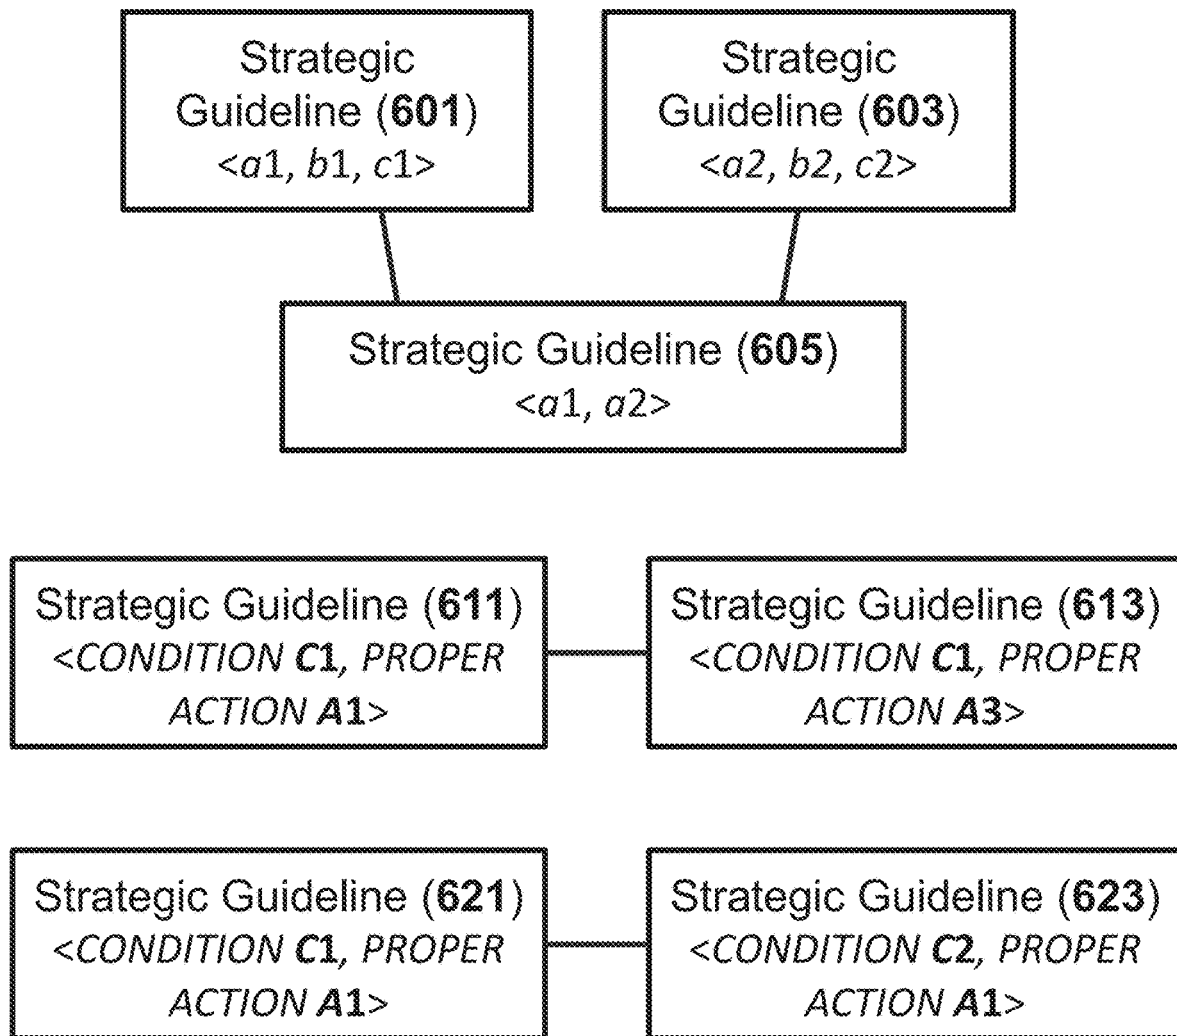 Strategic
Guideline (601)
<a1, b1, c1>
Strategic
Guideline (603)
<a2, b2, c2>
Strategic Guideline (605)
<a1, a2>
Strategic Guideline (611)
<CONDITION C1, PROPER
ACTION A1>
Strategic Guideline (613)
<CONDITION C1, PROPER
ACTION A3>
Strategic Guideline (621)
<CONDITION C1, PROPER
ACTION A1>
Strategic Guideline (623)
<CONDITION C2, PROPER
ACTION A1>